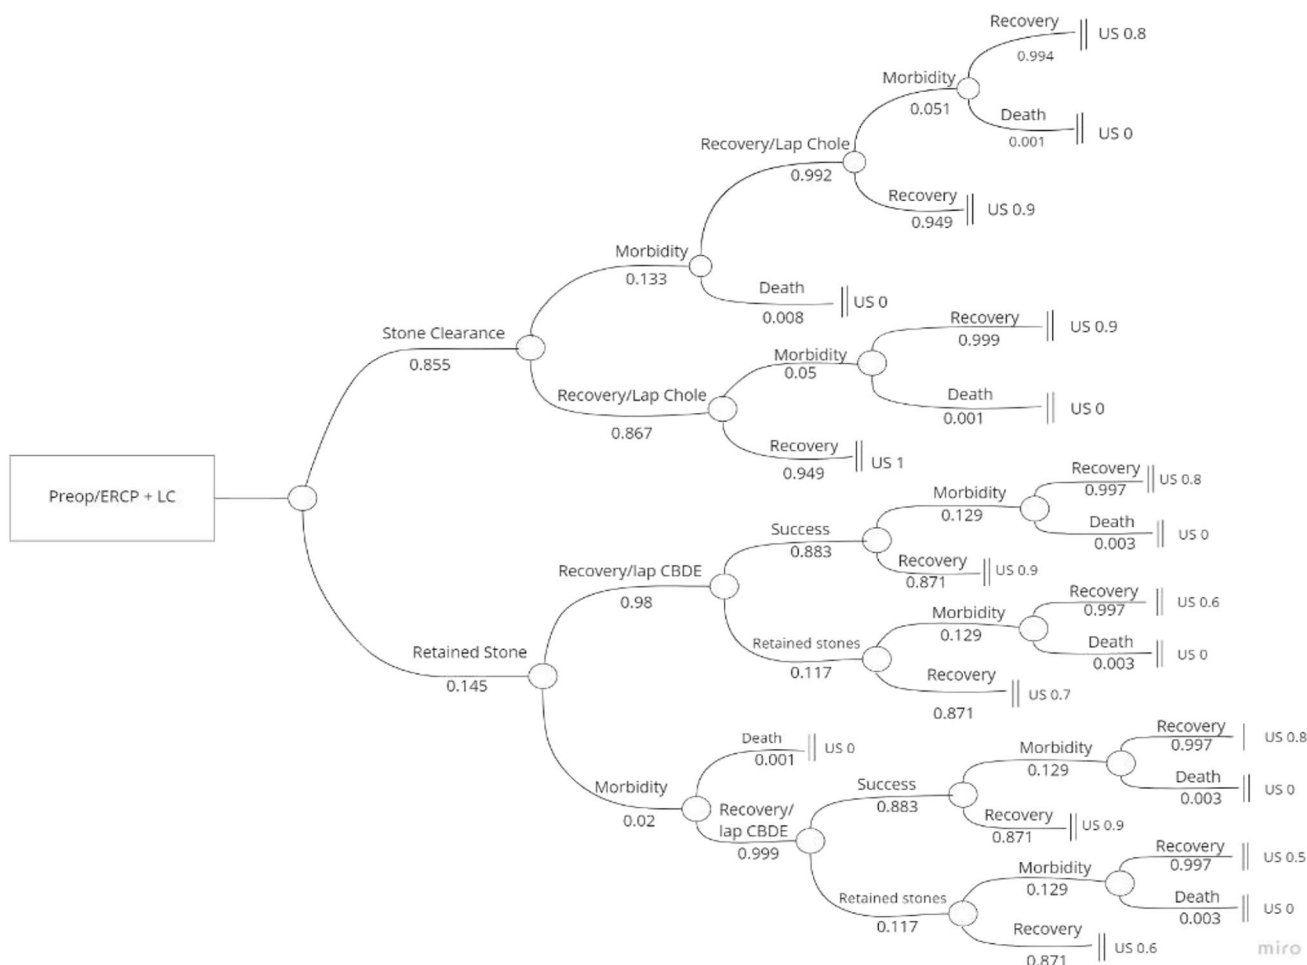 Recovery
0.994
US 0.8
Morbidity
0.051
Death
0.001
US 0
Recovery/Lap Chole
0.992
Recovery
0.949
US 0.9
Morbidity
0.133
Death
0.008
US 0
Stone Clearance
0.855
Recovery
0.999
US 0.9
Morbidity
0.05
Death
0.001
US 0
Recovery/Lap Chole
0.867
Recovery
0.949
US 1
Preop/ERCP + LC
Recovery
0.997
US 0.8
Morbidity
0.129
Death
0.003
US 0
Success
0.883
Recovery
0.871
US 0.9
Recovery/lap CBDE
0.98
Recovery
0.997
US 0.6
Morbidity
0.129
Death
0.003
US 0
Retained stones
0.117
Recovery
0.871
US 0.7
Retained Stone
0.145
Death
0.001
US 0
Morbidity
0.02
Recovery/
lap CBDE
0.999
Recovery
0.997
US 0.8
Morbidity
0.129
Death
0.003
US 0
Success
0.883
Recovery
0.871
US 0.9
Recovery
0.997
US 0.5
Morbidity
0.129
Death
0.003
US 0
Retained stones
0.117
Recovery
0.871
US 0.6
miro